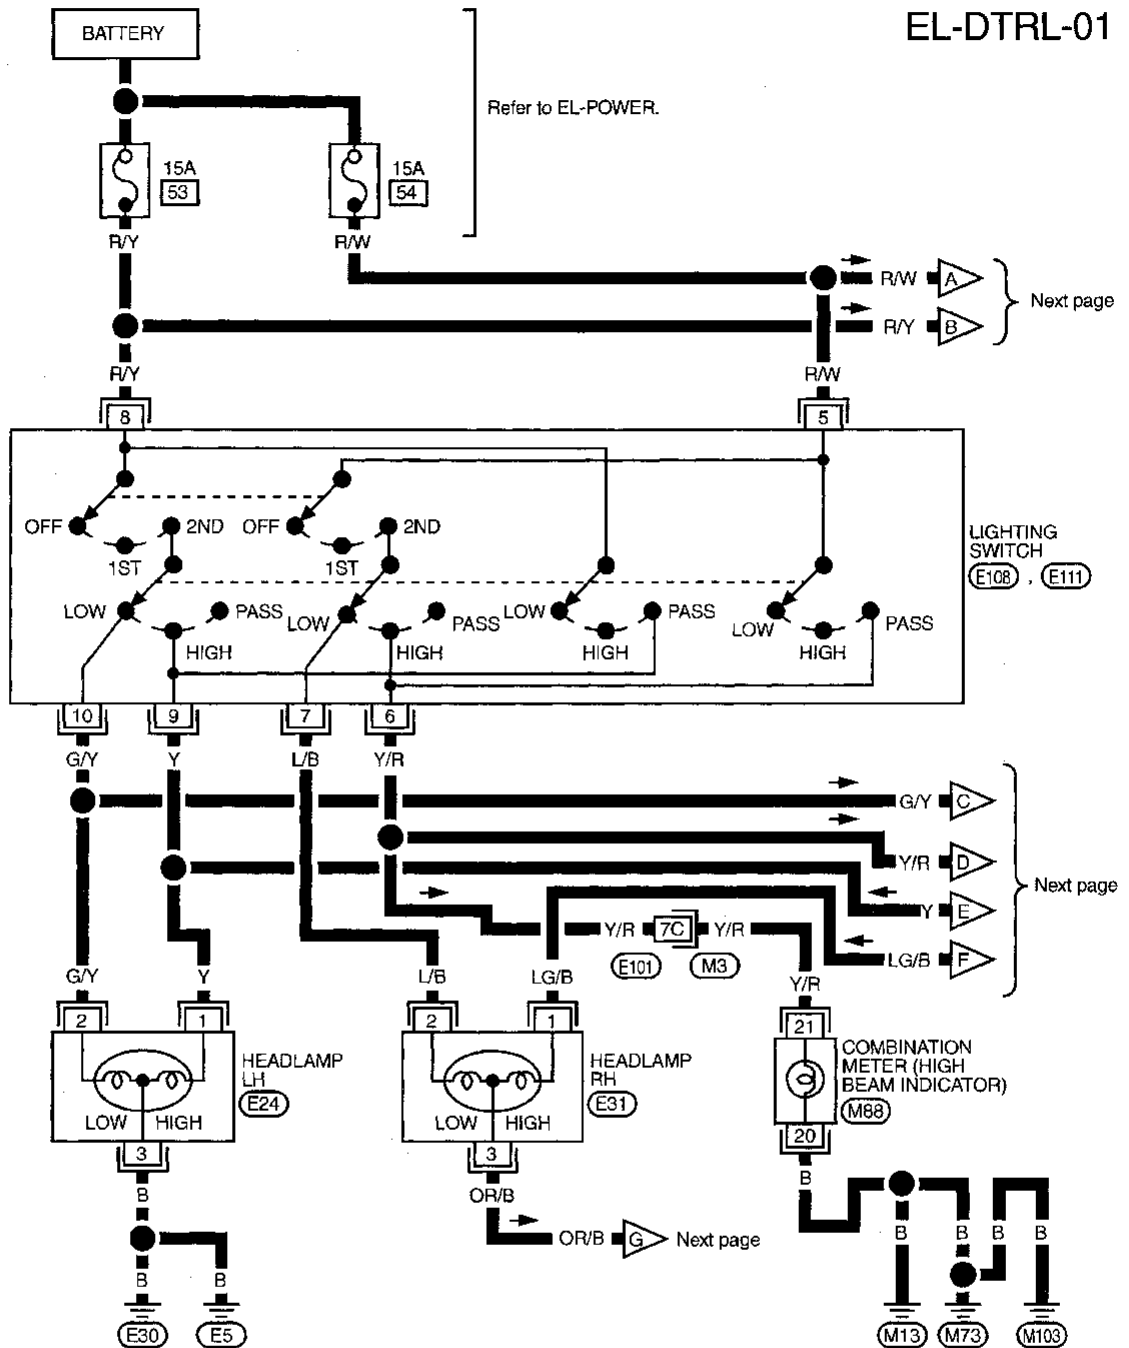 EL-DTRL-01
BATTERY
Refer to EL-POWER.
15A
53
15A
54
R/Y
R/W
R/W
A
Next page
R/Y
B
R/Y
R/W
8
5
OFF
2ND
OFF
2ND
1ST
1ST
LIGHTING
SWITCH
E108 , E111
LOW
PASS
LOW
PASS
LOW
PASS
LOW
PASS
HIGH
HIGH
HIGH
HIGH
10
9
7
6
G/Y
Y
L/B
Y/R
G/Y
C
Y/R
D
Next page
Y
E
Y/R
7C
Y/R
E101
M3
LG/B
F
G/Y
Y
L/B
LG/B
Y/R
2
1
2
1
21
HEADLAMP
LH
E24
LOW
HIGH
HEADLAMP
RH
E31
LOW
HIGH
COMBINATION
METER (HIGH
BEAM INDICATOR)
M88
3
3
20
B
OR/B
B
OR/B
G
Next page
B
B
B
B
B
B
E30
E5
M13
M73
M103